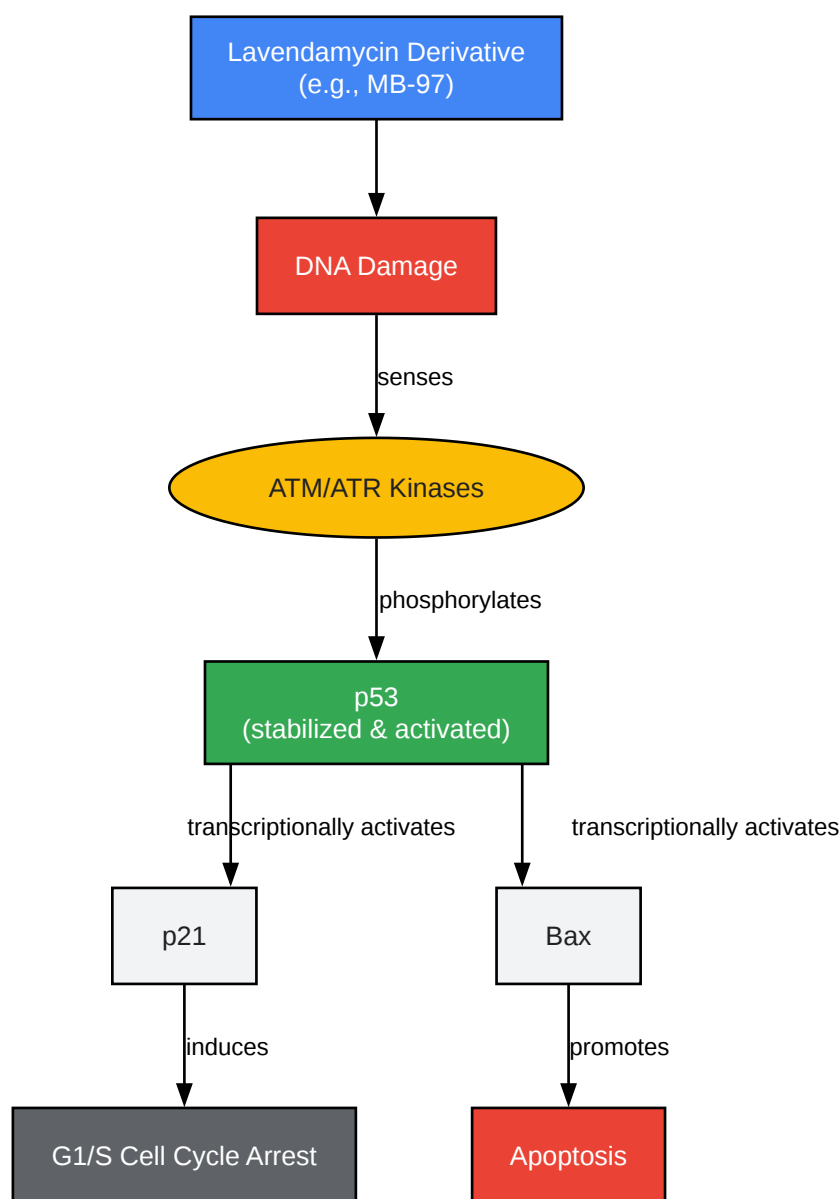 Lavendamycin Derivative
(e.g., MB-97)
DNA Damage
senses
ATM/ATR Kinases
phosphorylates
p53
(stabilized & activated)
transcriptionally activates
transcriptionally activates
p21
Bax
induces
promotes
G1/S Cell Cycle Arrest
Apoptosis